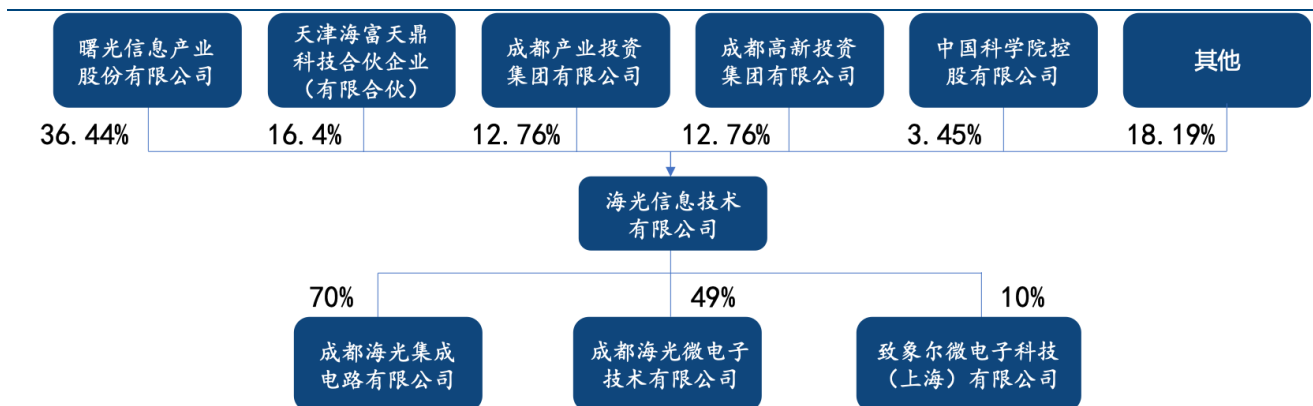 曙光信息产业
股份有限公司
天津海富天鼎
科技合伙企业
（有限合伙）
成都产业投资
集团有限公司
成都高新投资
集团有限公司
中国科学院控
股有限公司
其他
36.44%
16.4%
12.76%
12.76%
3.45%
18.19%
海光信息技术
有限公司
70%
49%
10%
成都海光集成
电路有限公司
成都海光微电子
技术有限公司
致象尔微电子科技
（上海）有限公司